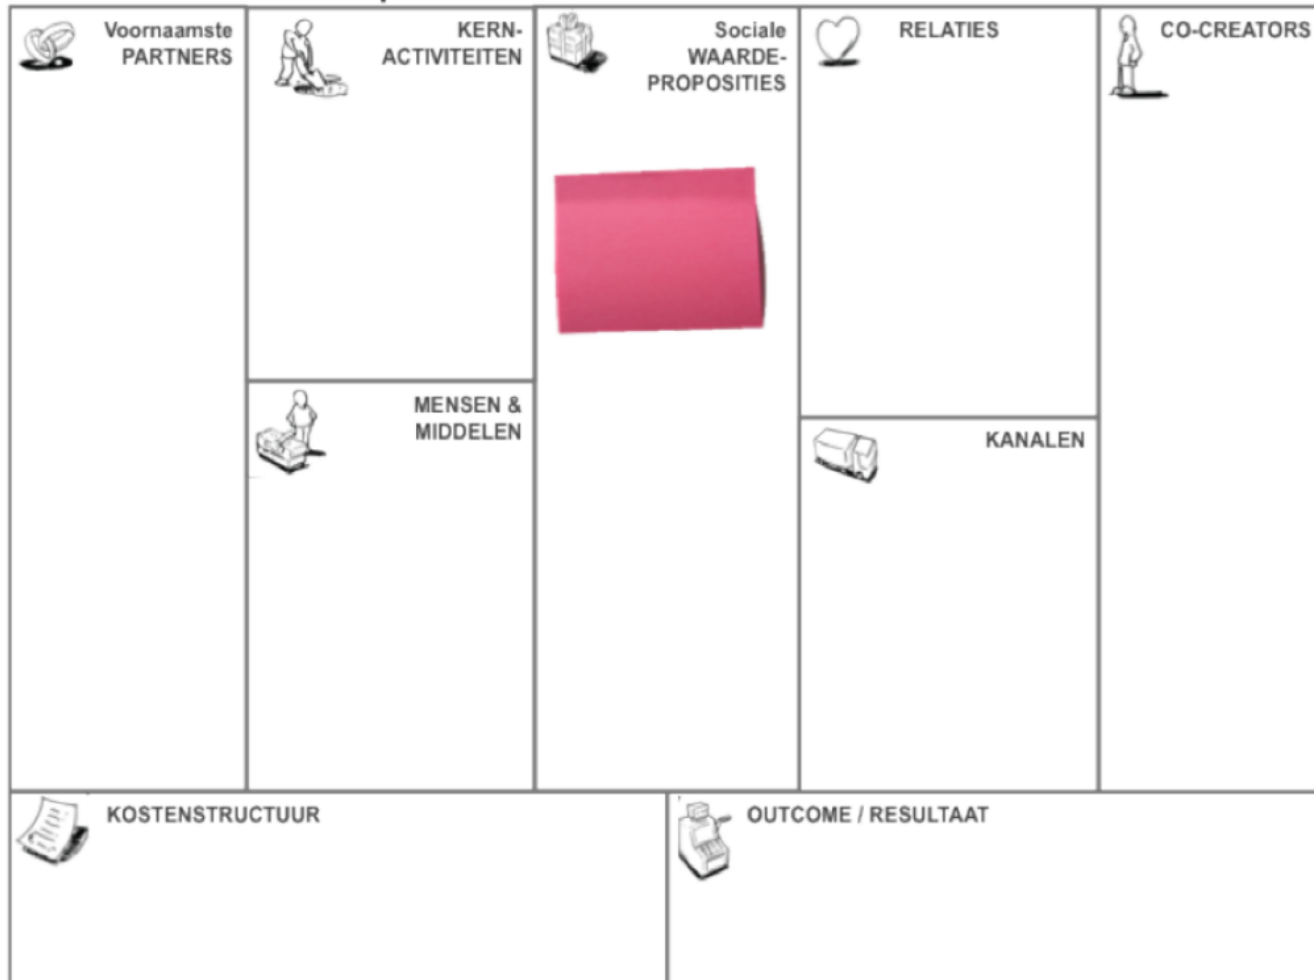 Voornaamste
PARTNERS
KERN-
ACTIVITEITEN
Sociale
WAARDE-
PROPOSITIES
RELATIES
CO-CREATORS
MENSEN &
MIDDELEN
KANALEN
KOSTENSTRUCTUUR
OUTCOME / RESULTAAT